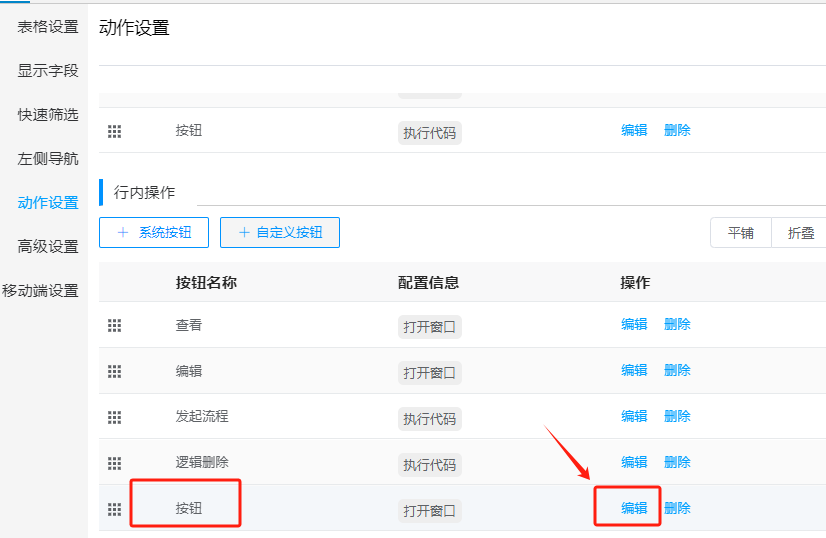 表格设置
显示字段
快速筛选
左侧导航
动作设置
高级设置
移动端设置
动作设置
按钮 执行代码 编辑 删除
行内操作
+ 系统按钮 + 自定义按钮 平铺 折叠
按钮名称 配置信息 操作
查看 打开窗口 编辑 删除
编辑 打开窗口 编辑 删除
发起流程 执行代码 编辑 删除
逻辑删除 执行代码 编辑 删除
按钮 打开窗口 编辑 删除